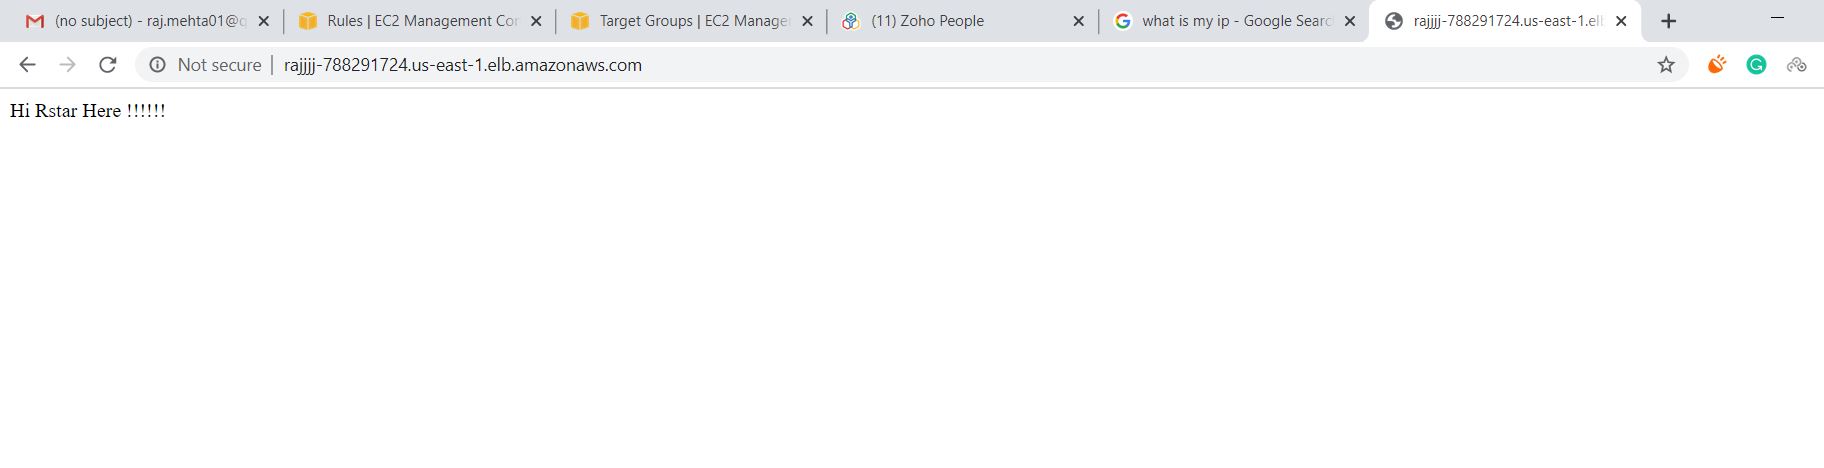 (no subject) - raj.mehta01@q
Rules | EC2 Management Con
Target Groups | EC2 Manage
(11) Zoho People
what is my ip - Google Searc
rajjjj-788291724.us-east-1.el
Not secure | rajjjj-788291724.us-east-1.elb.amazonaws.com
Hi Rstar Here !!!!!!